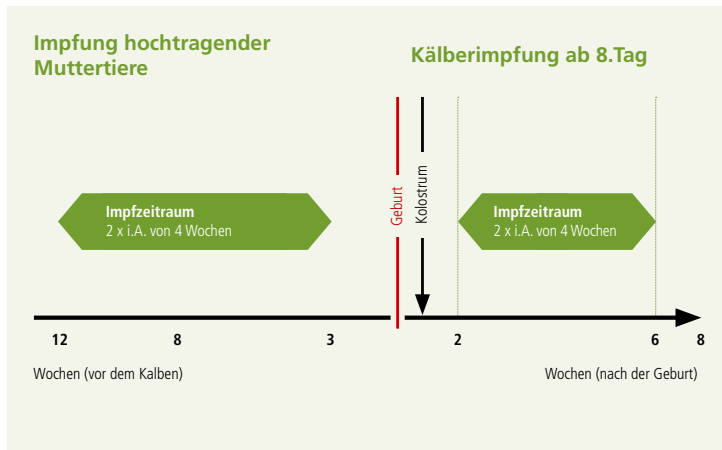 Impfung hochtragender
Muttertiere
Kälberimpfung ab 8.Tag
Impfzeitraum
2 x i.A. von 4 Wochen
Geburt
Kolostrum
Impfzeitraum
2 x i.A. von 4 Wochen
12 8 3 2 6 8
Wochen (vor dem Kalben)
Wochen (nach der Geburt)